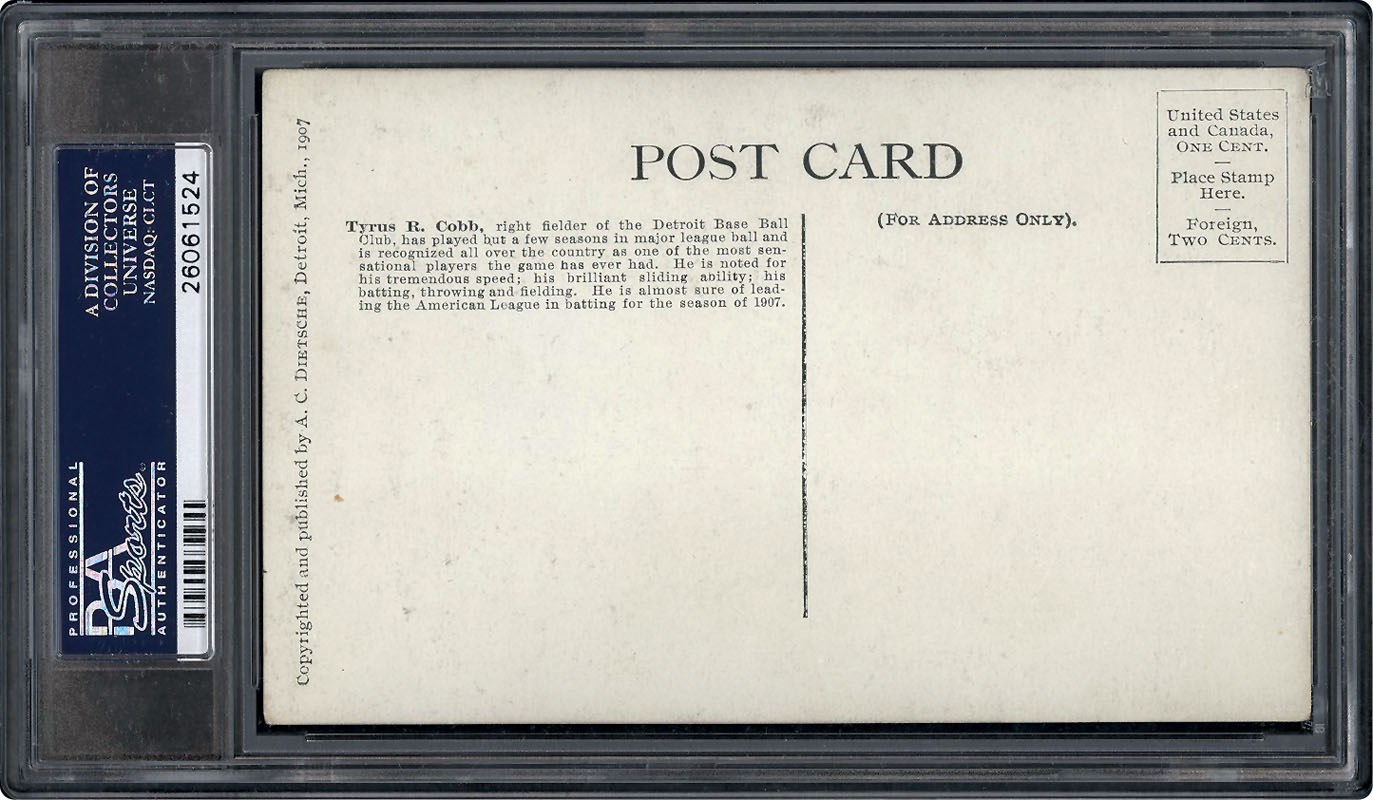 A DIVISION OF
COLLECTORS
UNIVERSE
NASDAQ: CLCT
26061524
PROFESSIONAL
PSA
Sports
AUTHENTICATOR
Copyrighted and published by A. C. DIETSCHE, Detroit, Mich., 1907
POST CARD
Tyrus R. Cobb, right fielder of the Detroit Base Ball
Club, has played but a few seasons in major league ball and
is recognized all over the country as one of the most sen-
sational players the game has ever had. He is noted for
his tremendous speed; his brilliant sliding ability; his
batting, throwing and fielding. He is almost sure of lead-
ing the American League in batting for the season of 1907.
(FOR ADDRESS ONLY).
United States
and Canada,
ONE CENT.
Place Stamp
Here.
Foreign,
TWO CENTS.